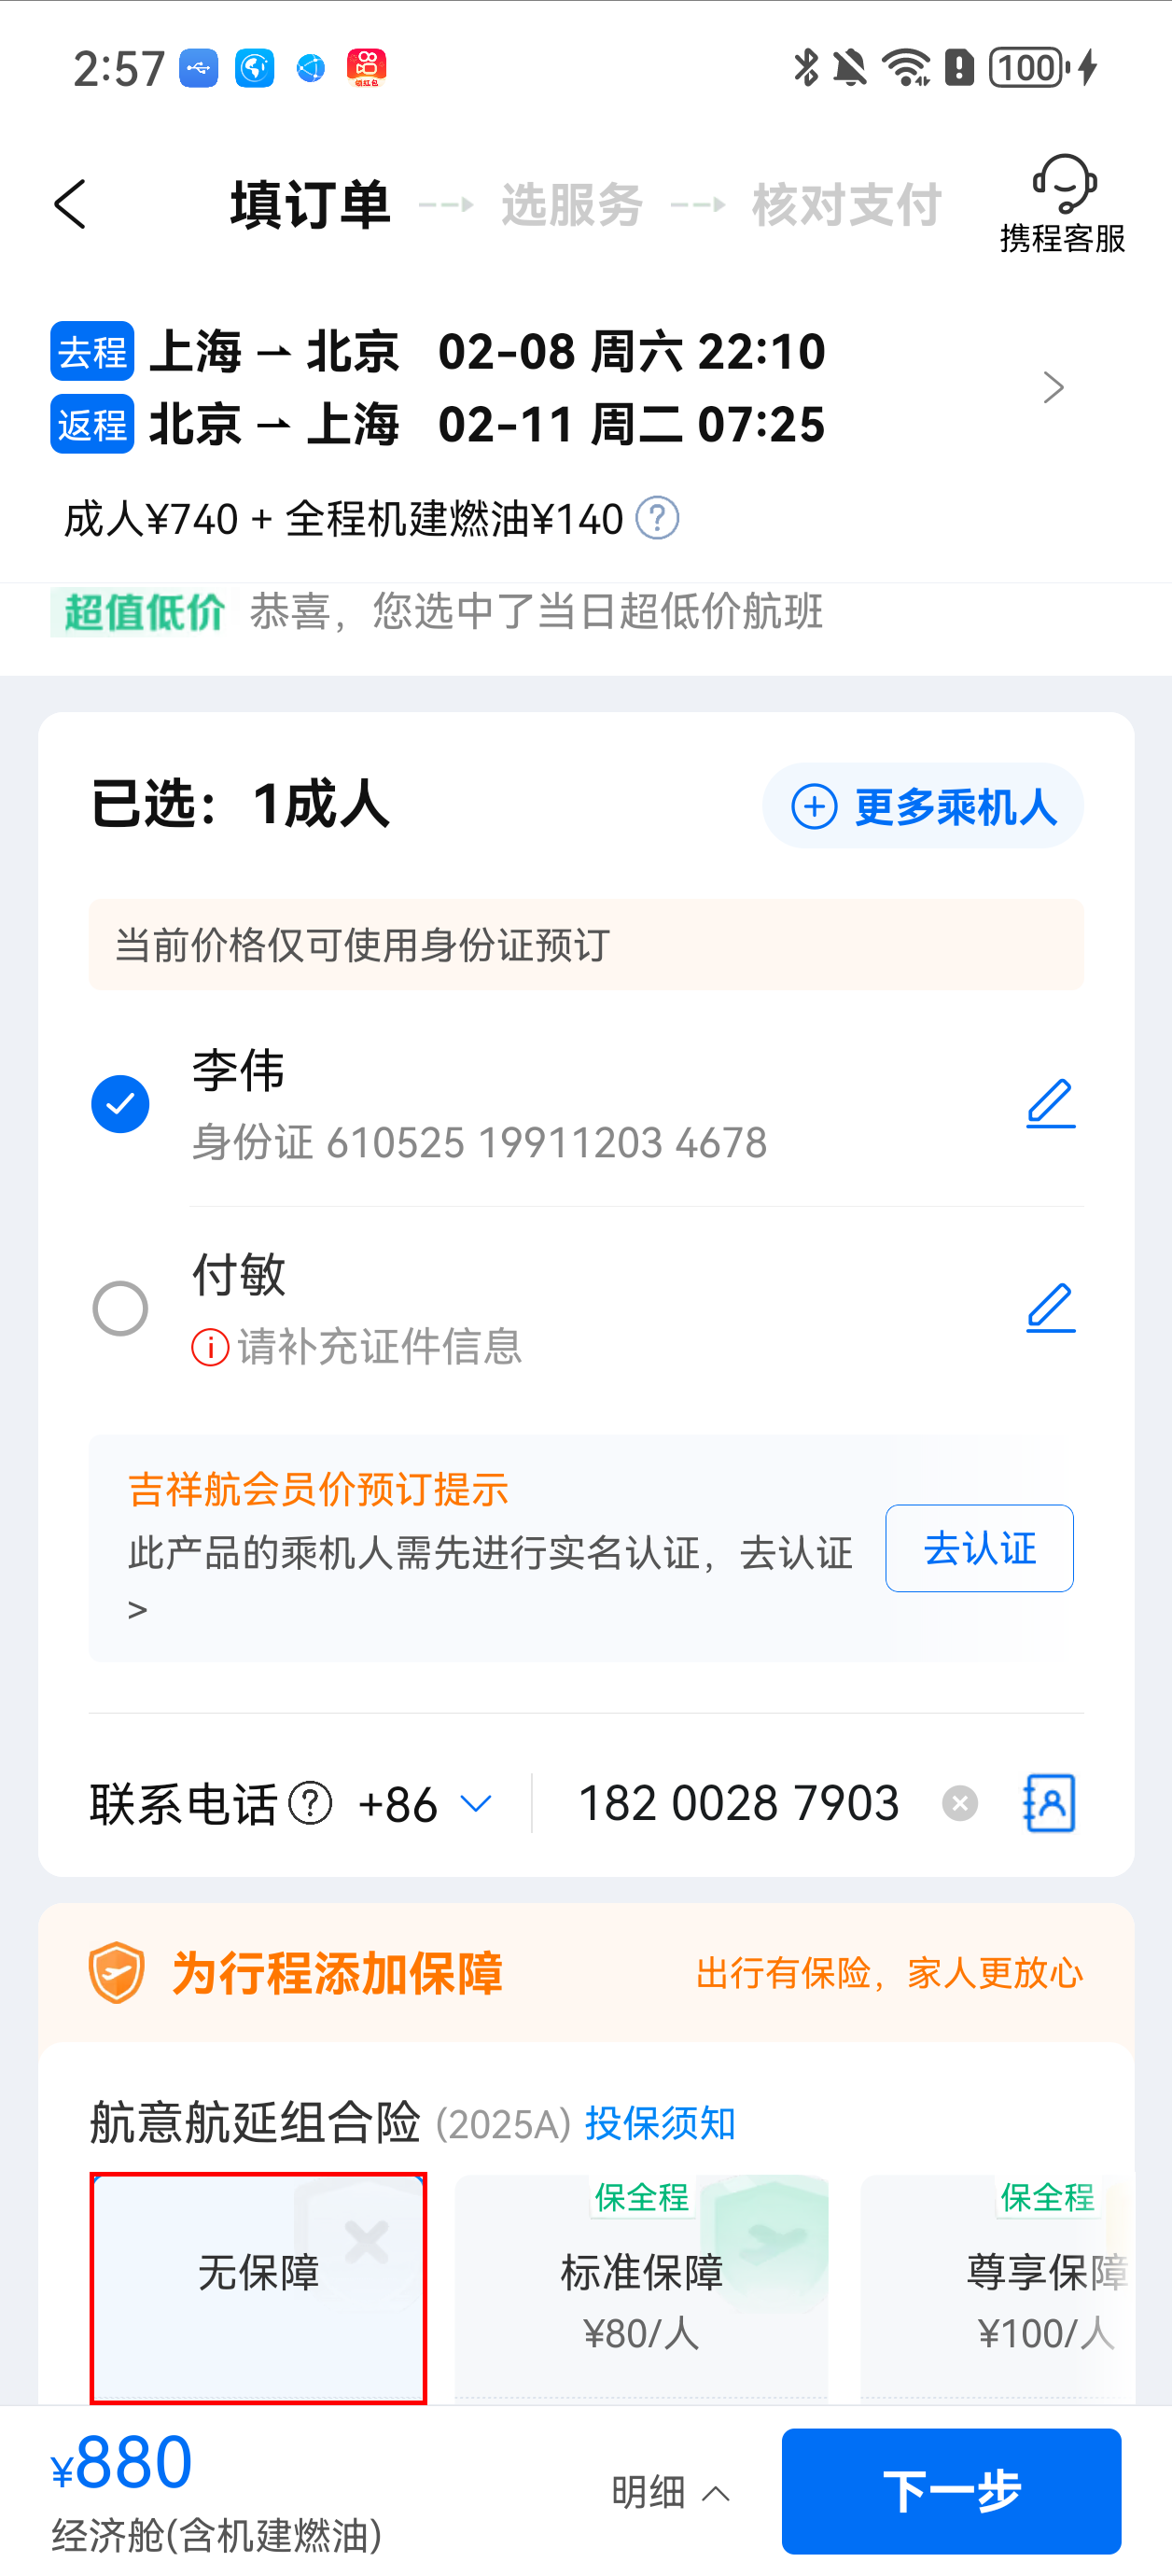 2:57
领红包
100
填订单
选服务
核对支付
携程客服
去程 上海 → 北京 02-08 周六 22:10
返程 北京 → 上海 02-11 周二 07:25
成人¥740 + 全程机建燃油¥140 ?
超值低价 恭喜，您选中了当日超低价航班
已选：1成人
更多乘机人
当前价格仅可使用身份证预订
李伟
身份证 610525 19911203 4678
付敏
请补充证件信息
吉祥航会员价预订提示
此产品的乘机人需先进行实名认证，去认证
>
去认证
联系电话 ? +86 182 0028 7903
为行程添加保障
出行有保险，家人更放心
航意航延组合险 (2025A) 投保须知
无保障
保全程
标准保障
¥80/人
保全程
尊享保障
¥100/人
¥880
经济舱(含机建燃油)
明细
下一步